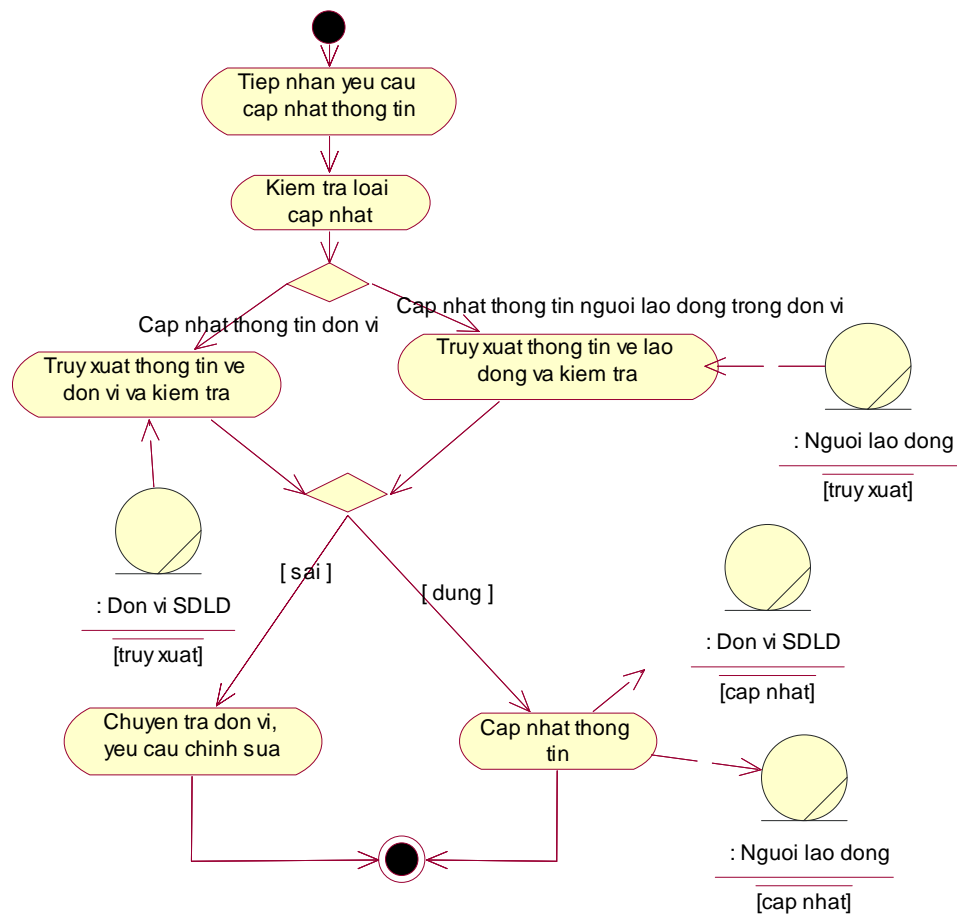 Tiep nhan yeu cau
cap nhat thong tin
Kiem tra loai
cap nhat
Cap nhat thong tin don vi
Cap nhat thong tin nguoi lao dong trong don vi
Truy xuat thong tin ve
don vi va kiem tra
Truy xuat thong tin ve lao
dong va kiem tra
: Nguoi lao dong
[truy xuat]
: Don vi SDLD
[truy xuat]
[ sai ]
[ dung ]
: Don vi SDLD
[cap nhat]
Chuyen tra don vi,
yeu cau chinh sua
Cap nhat thong
tin
: Nguoi lao dong
[cap nhat]